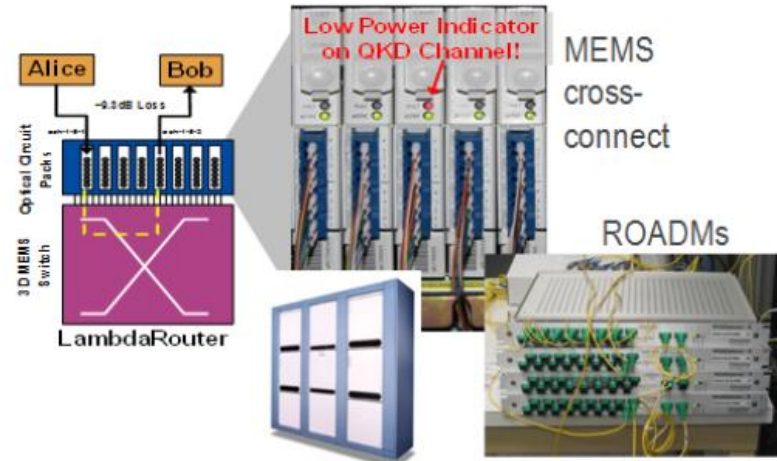 Low Power Indicator
on QKD Channel!
MEMS
cross-
connect
Alice
Bob
~9.8dB Loss
Optical Circuit
Packs
3D MEMS
Switch
LambdaRouter
ROADMs